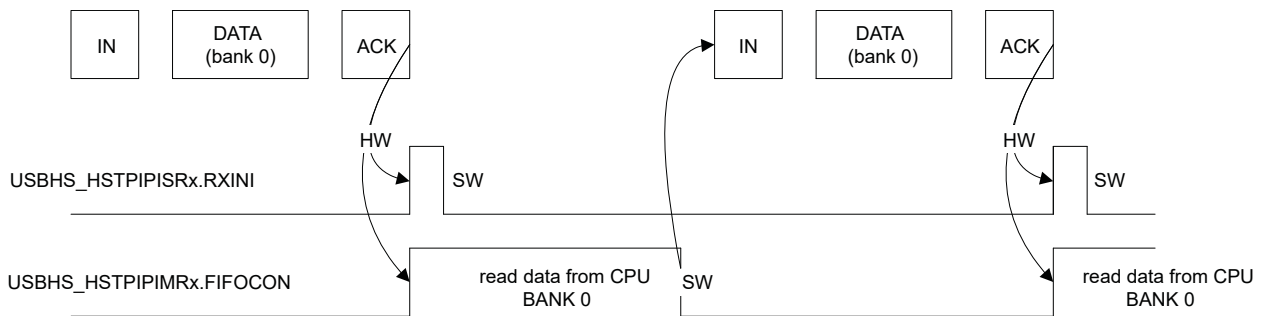 IN
DATA
(bank 0)
ACK
IN
DATA
(bank 0)
ACK
HW
HW
USBHS_HSTPIPISRx.RXINI
SW
SW
USBHS_HSTPIPIMRx.FIFOCON
read data from CPU
BANK 0
SW
read data from CPU
BANK 0